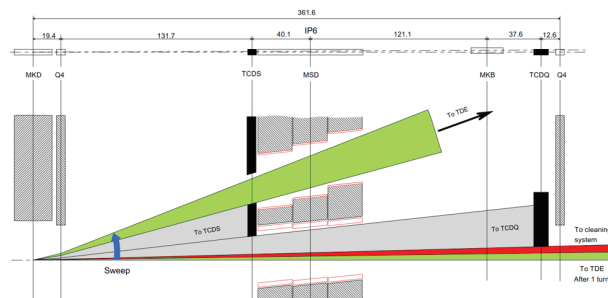 361.6
IP6
19.4 131.7 40.1 121.1 37.6 12.6
MKD Q4 TCDS MSD MKB TCDQ Q4
To TDE
To TCDS
To TCDQ
To cleaning
system
Sweep
To TDE
After 1 turn